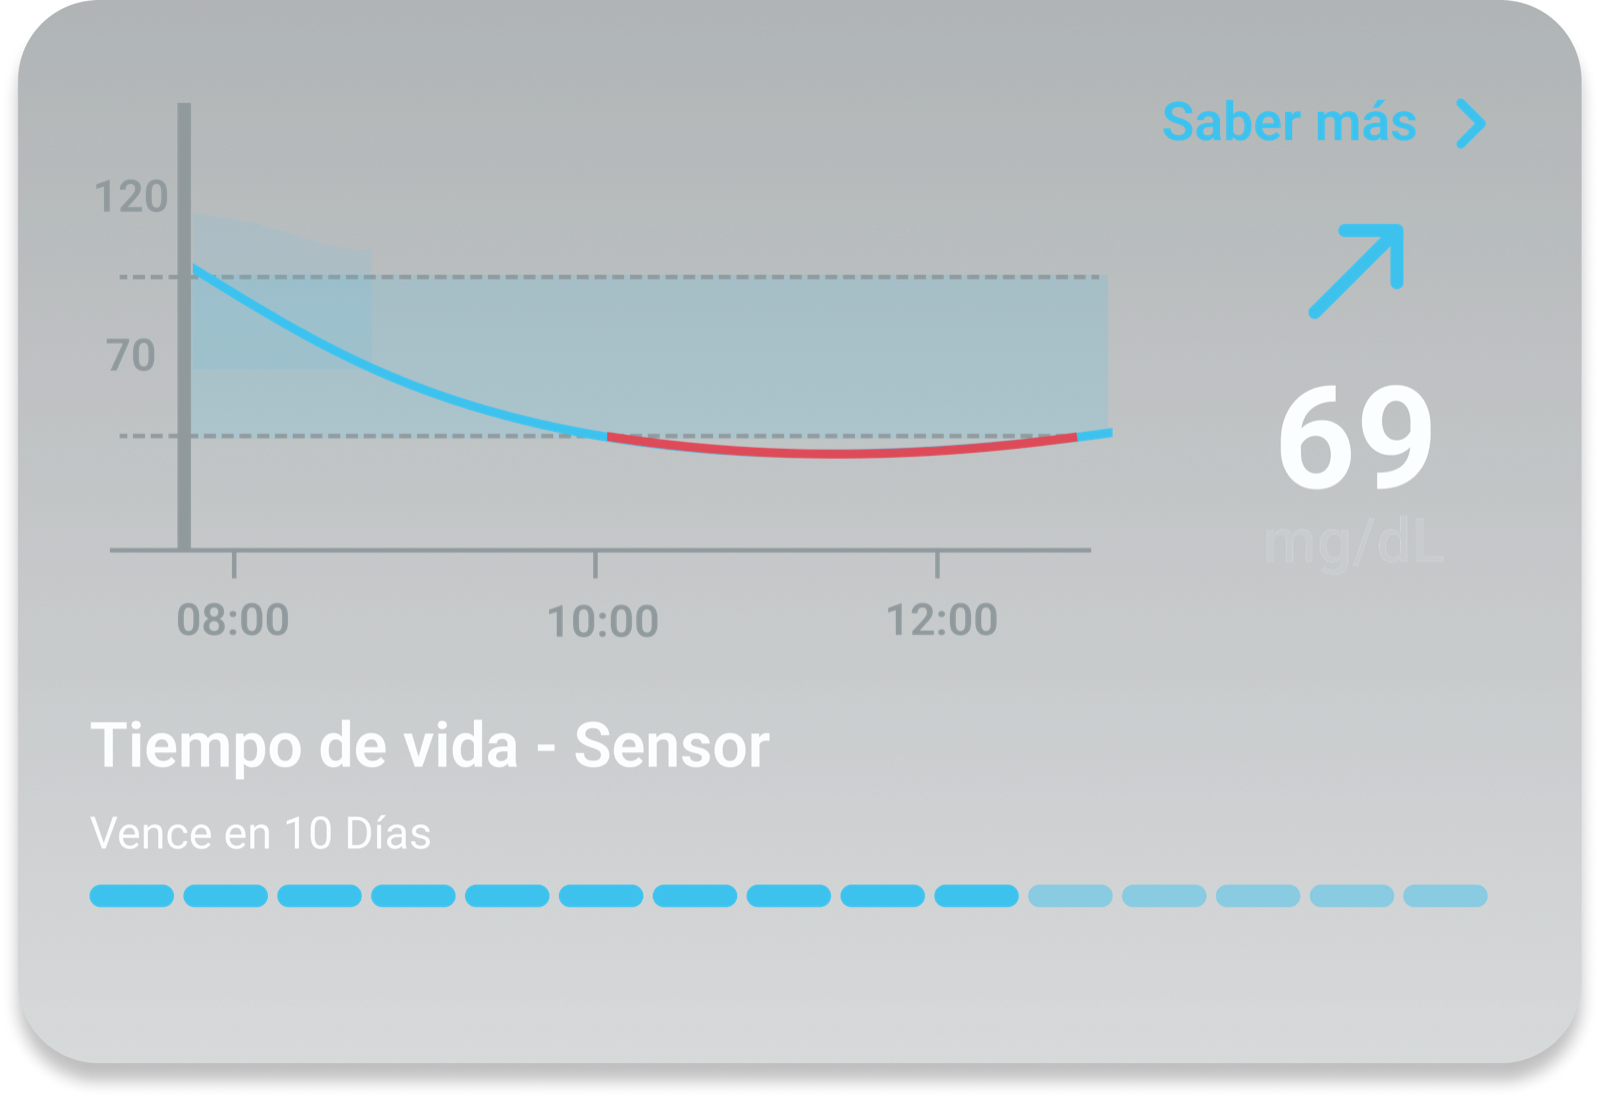 Saber más
120
70
69
mg/dL
08:00
10:00
12:00
Tiempo de vida - Sensor
Vence en 10 Días